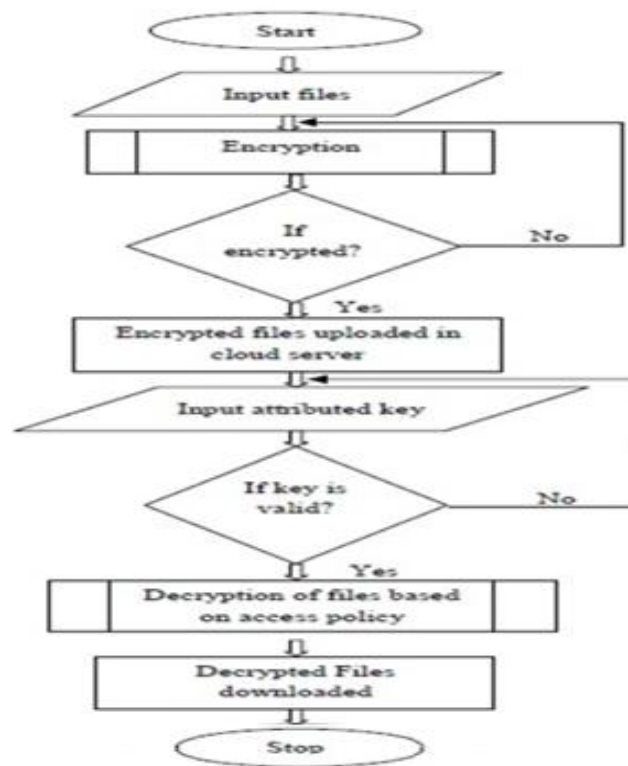 Start
Input files
Encryption
If
encrypted?
No
Yes
Encrypted files uploaded in
cloud server
Input attributed key
If key is
valid?
No
Yes
Decryption of files based
on access policy
Decrypted Files
downloaded
Stop